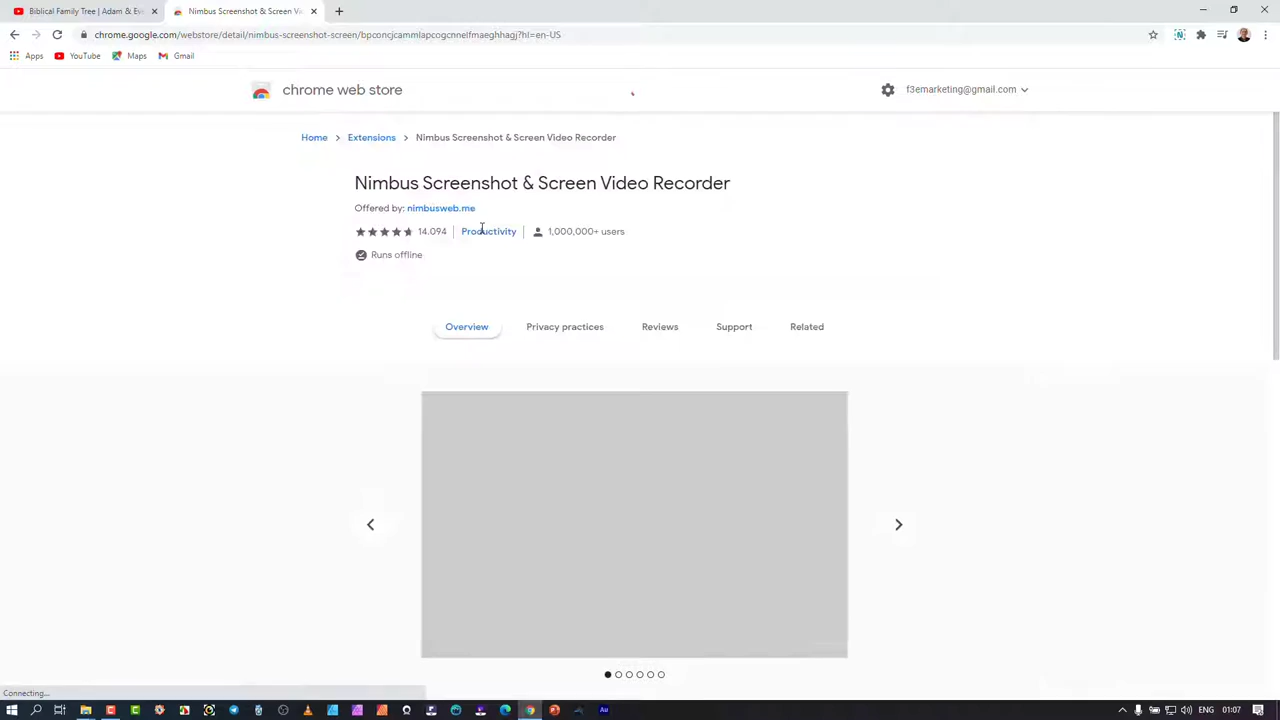 Biblical Family Tree | Adam & Ev
Nimbus Screenshot & Screen Vi
chrome.google.com/webstore/detail/nimbus-screenshot-screen/bpconcjcammlapcogcnnelfmaeghhagj?hl=en-US
Apps YouTube Maps Gmail
chrome web store
f3emarketing@gmail.com
Home > Extensions > Nimbus Screenshot & Screen Video Recorder
Nimbus Screenshot & Screen Video Recorder
Offered by: nimbusweb.me
14.094 | Productivity | 1,000,000+ users
Runs offline
Overview Privacy practices Reviews Support Related
Connecting...
ENG 01:07